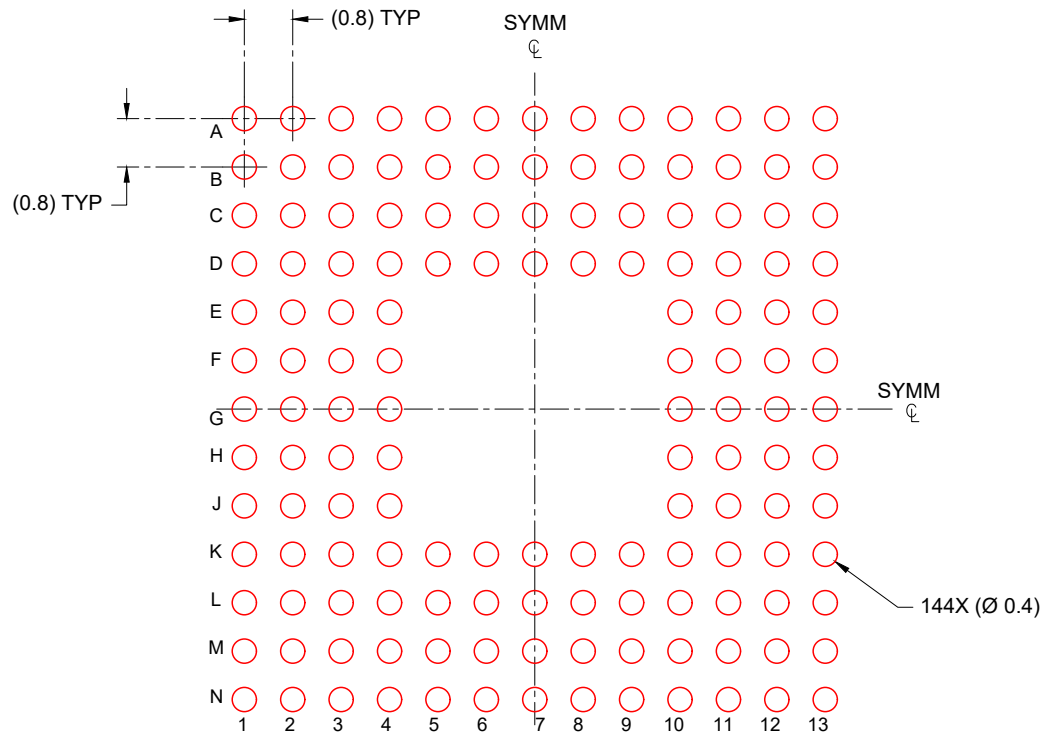 (0.8) TYP
SYMM
℄
A
B
(0.8) TYP
C
D
E
F
SYMM
℄
G
H
J
K
L
144X (Ø 0.4)
M
N
1 2 3 4 5 6 7 8 9 10 11 12 13